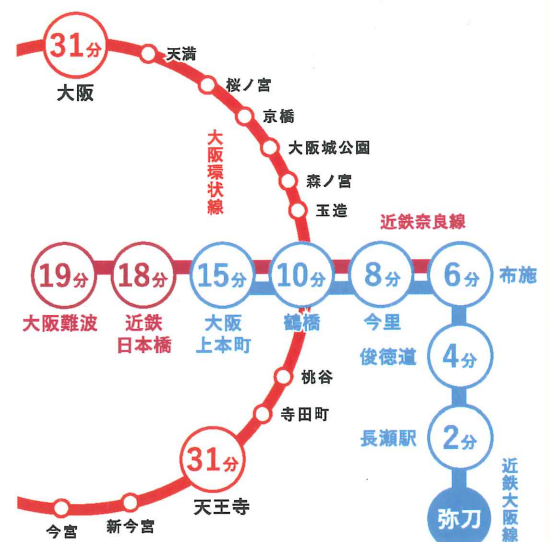 31分
大阪
天満
桜ノ宮
京橋
大阪城公園
森ノ宮
玉造
大阪環状線
近鉄奈良線
19分
18分
15分
10分
8分
6分
布施
大阪難波
近鉄
日本橋
大阪
上本町
鶴橋
今里
俊徳道
4分
桃谷
寺田町
長瀬駅
2分
31分
天王寺
近鉄大阪線
弥刀
新今宮
今宮